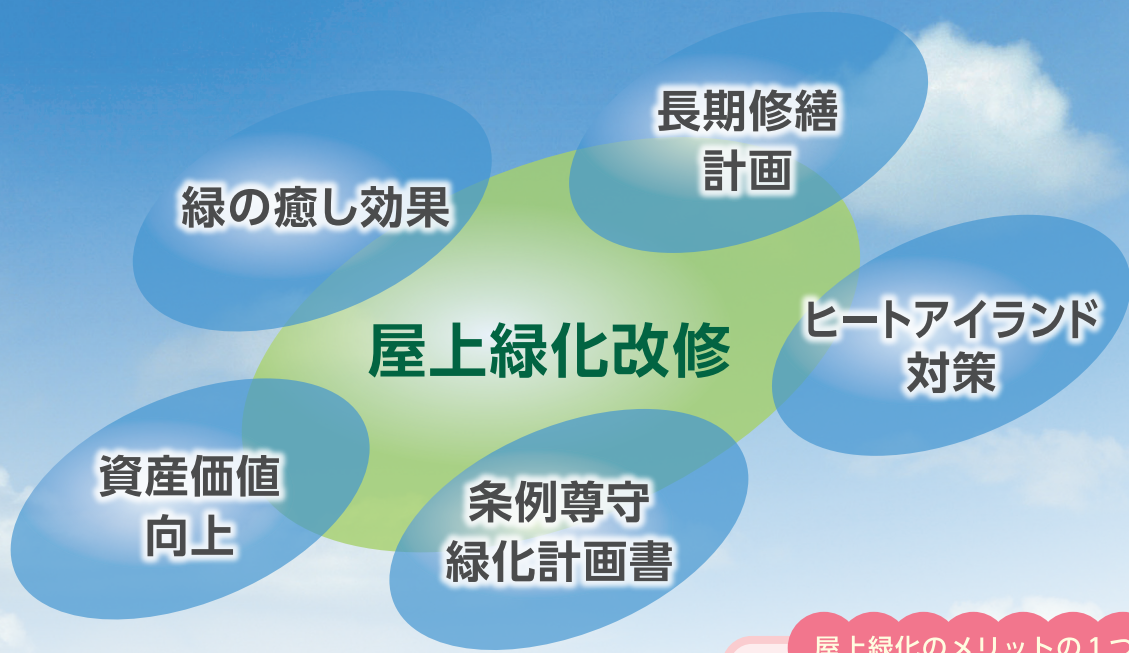 長期修繕
計画
緑の癒し効果
ヒートアイランド
対策
屋上緑化改修
資産価値
向上
条例尊守
緑化計画書
屋上緑化のメリットの1つ